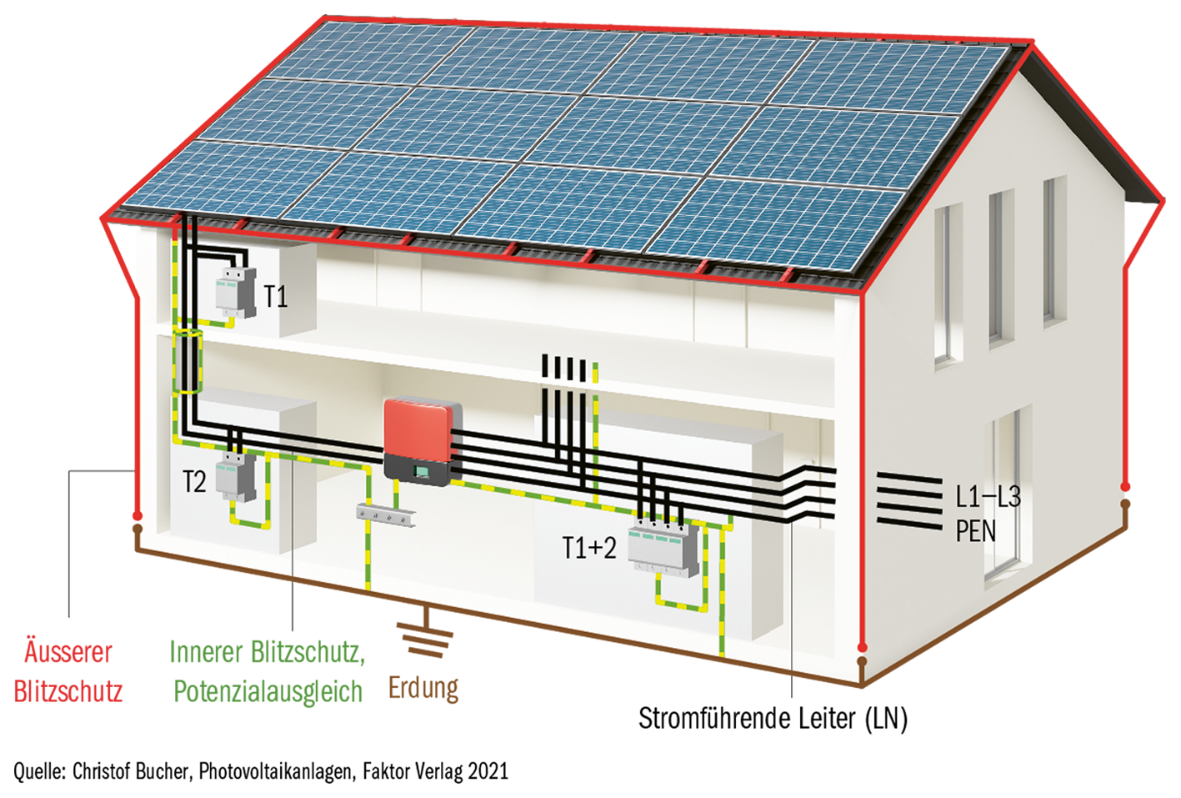 T1
T2
T1+2
L1–L3
PEN
Äusserer
Blitzschutz
Innerer Blitzschutz,
Potenzialausgleich
Erdung
Stromführende Leiter (LN)
Quelle: Christof Bucher, Photovoltaikanlagen, Faktor Verlag 2021